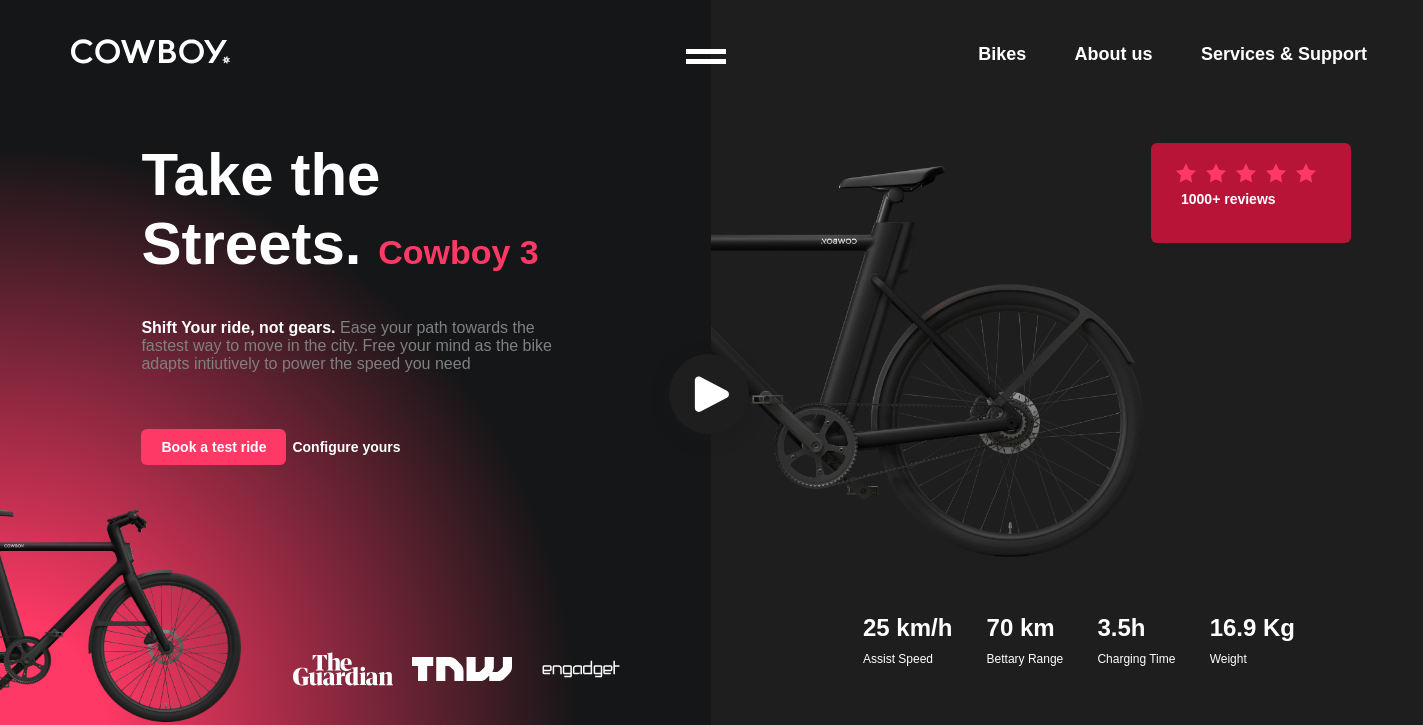 COWBOY
Bikes
About us
Services & Support
Take the
Streets. Cowboy 3
Shift Your ride, not gears. Ease your path towards the
fastest way to move in the city. Free your mind as the bike
adapts intiutively to power the speed you need
Book a test ride
Configure yours
COWBOY
The
Guardian
TNW
engadget
COWBOY.
1000+ reviews
25 km/h
Assist Speed
70 km
Bettary Range
3.5h
Charging Time
16.9 Kg
Weight